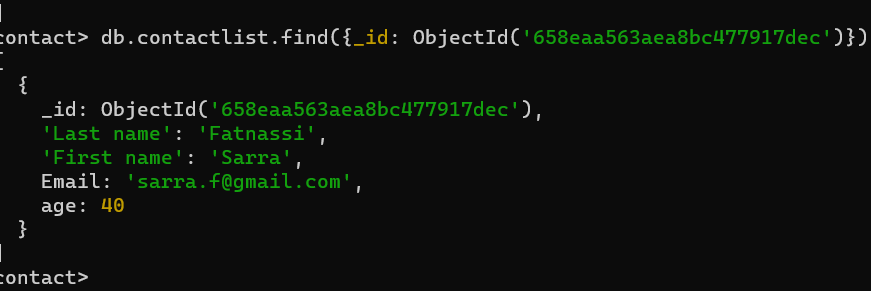 ]
contact> db.contactlist.find({_id: ObjectId('658eaa563aea8bc477917dec')})
[
  {
    _id: ObjectId('658eaa563aea8bc477917dec'),
    'Last name': 'Fatnassi',
    'First name': 'Sarra',
    Email: 'sarra.f@gmail.com',
    age: 40
  }
]
contact>